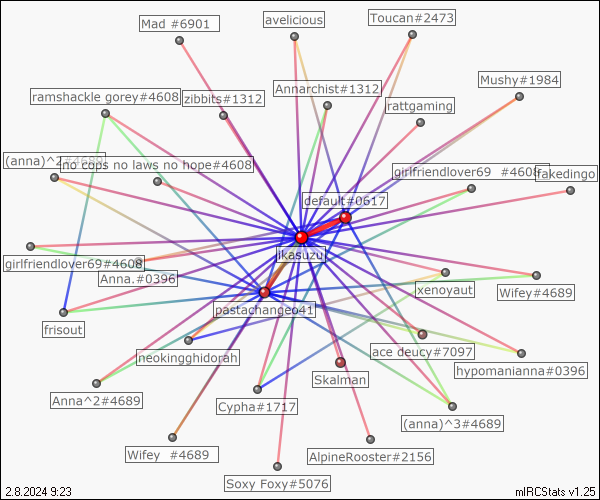 Mad #6901
avelicious
Toucan#2473
Mushy#1984
ramshackle gorey#4608
zibbits#1312
Annarchist#1312
rattgaming
(anna)^2#4689
no cops no laws no hope#4608
girlfriendlover69 #4608
fakedingo
default#0617
ikasuzu
girlfriendlover69#4608
Anna.#0396
xenoyaut
Wifey#4689
pastachangeo41
frisout
neokingghidorah
ace deucy#7097
hypomanianna#0396
Skalman
Anna^2#4689
Cypha#1717
(anna)^3#4689
Wifey #4689
AlpineRooster#2156
Soxy Foxy#5076
2.8.2024 9:23
mIRCStats v1.25